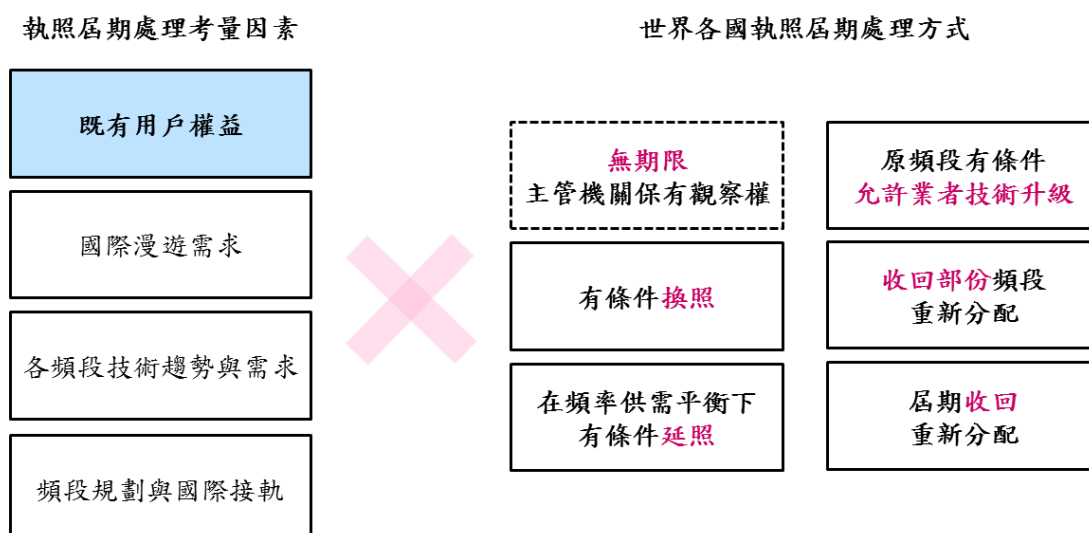 執照屆期處理考量因素
既有用戶權益
國際漫遊需求
各頻段技術趨勢與需求
頻段規劃與國際接軌
世界各國執照屆期處理方式
無期限
主管機關保有觀察權
有條件換照
在頻率供需平衡下
有條件延照
原頻段有條件
允許業者技術升級
收回部份頻段
重新分配
屆期收回
重新分配